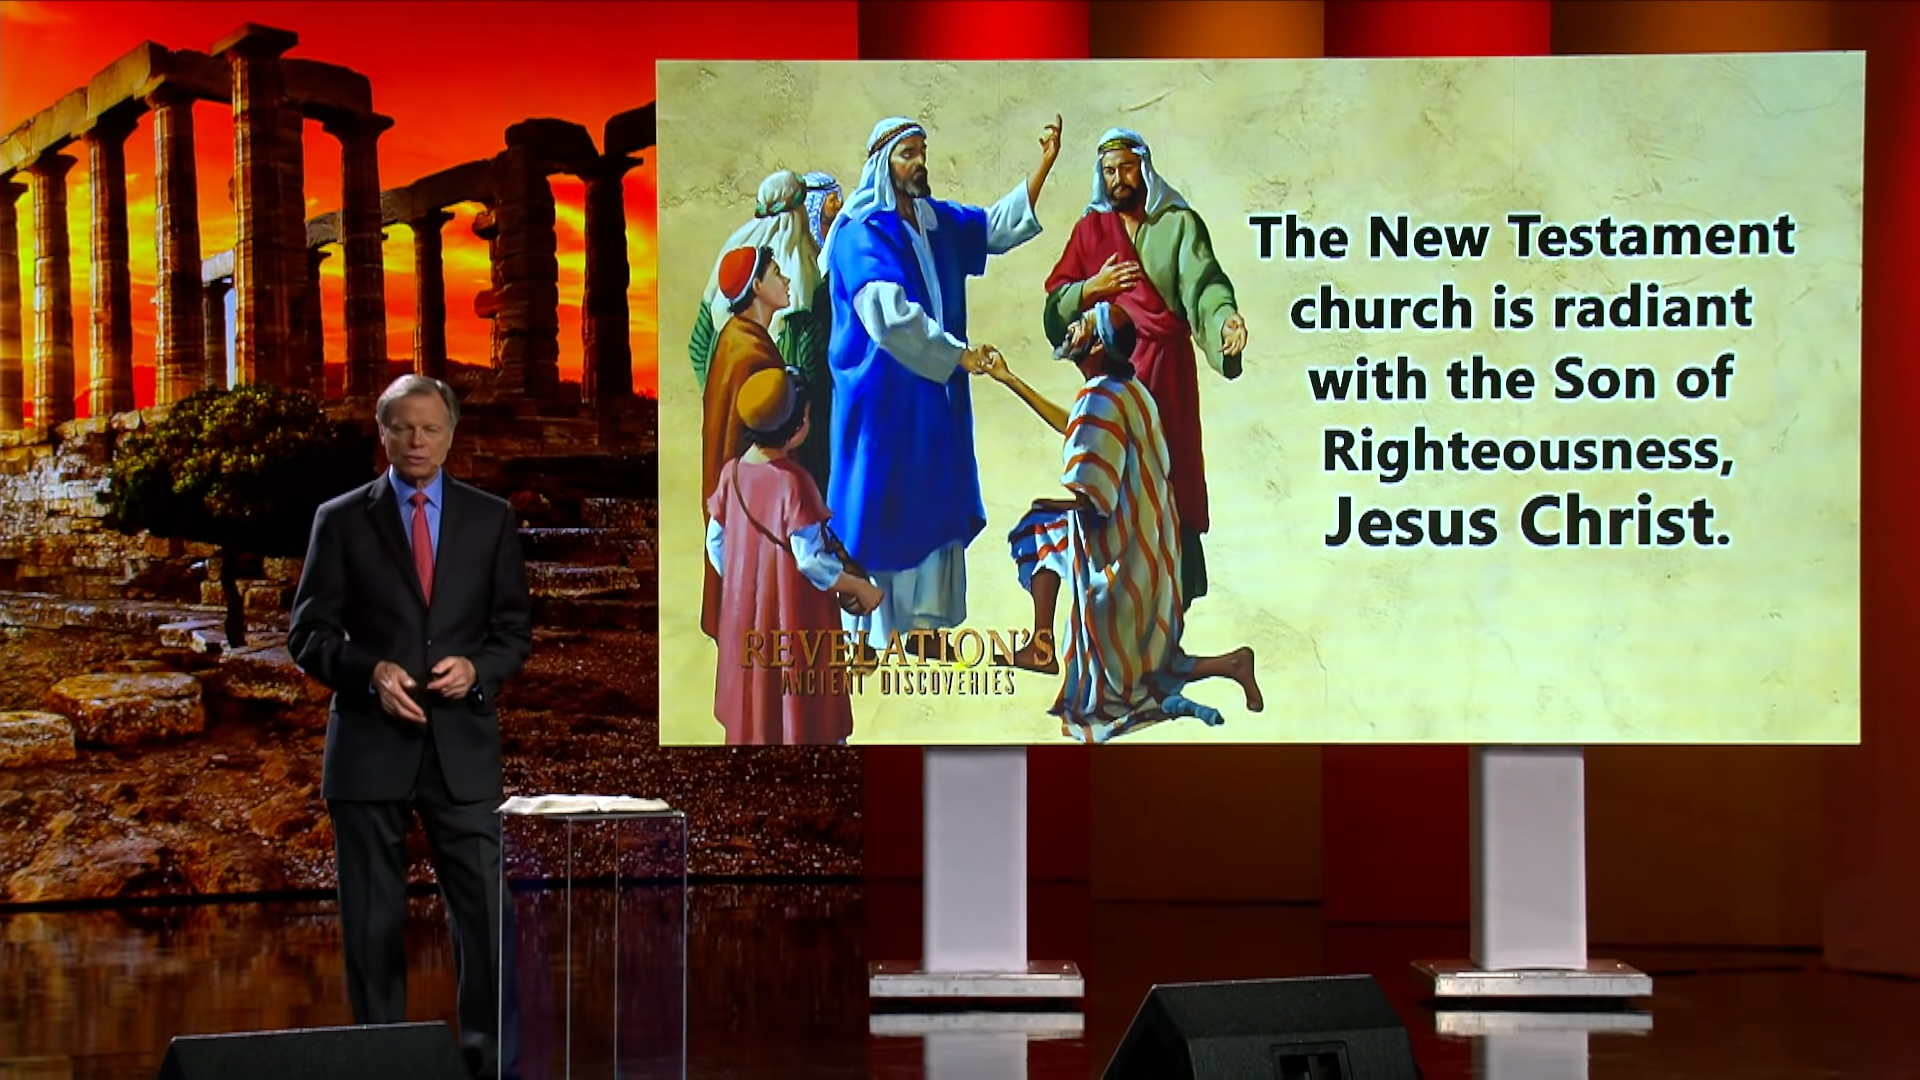 The New Testament
church is radiant
with the Son of
Righteousness,
Jesus Christ.
REVELATION'S
ANCIENT DISCOVERIES